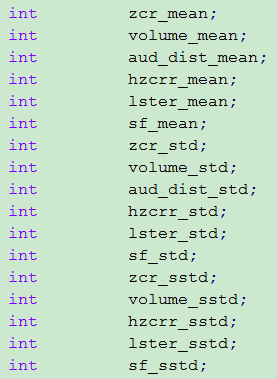 int zcr_mean;
int volume_mean;
int aud_dist_mean;
int hzcrr_mean;
int lster_mean;
int sf_mean;
int zcr_std;
int volume_std;
int aud_dist_std;
int hzcrr_std;
int lster_std;
int sf_std;
int zcr_sstd;
int volume_sstd;
int hzcrr_sstd;
int lster_sstd;
int sf_sstd;